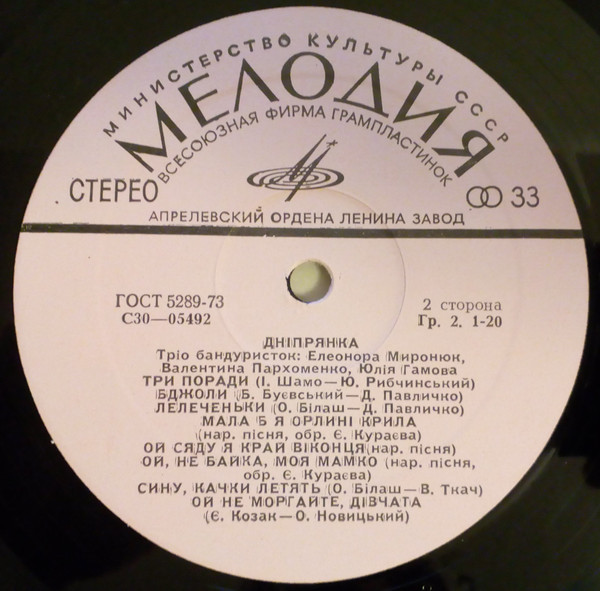 МИНИСТЕРСТВО КУЛЬТУРЫ СССР
МЕЛОДИЯ
ВСЕСОЮЗНАЯ ФИРМА ГРАМПЛАСТИНОК
СТЕРЕО
33
АПРЕЛЕВСКИЙ ОРДЕНА ЛЕНИНА ЗАВОД
ГОСТ 5289-73
С30—05492
2 сторона
Гр. 2. 1-20
ДНІПРЯНКА
Тріо бандуристок: Елеонора Миронюк,
Валентина Пархоменко, Юлія Гамова
ТРИ ПОРАДИ (І. Шамо—Ю. Рибчинський)
БДЖОЛИ (Б. Буєвський—Д. Павличко)
ЛЕЛЕЧЕНЬКИ (О. Білаш—Д. Павличко)
МАЛА Б Я ОРЛИНІ КРИЛА
(нар. пісня, обр. Є. Кураєва)
ОЙ СЯДУ Я КРАЙ ВІКОНЦЯ(нар. пісня)
ОЙ, НЕ БАЙКА, МОЯ МАМКО (нар. пісня,
обр. Є. Кураєва)
СИНУ, КАЧКИ ЛЕТЯТЬ (О. Білаш—В. Ткач)
ОЙ НЕ МОРГАЙТЕ, ДІВЧАТА
(Є. Козак—О. Новицький)